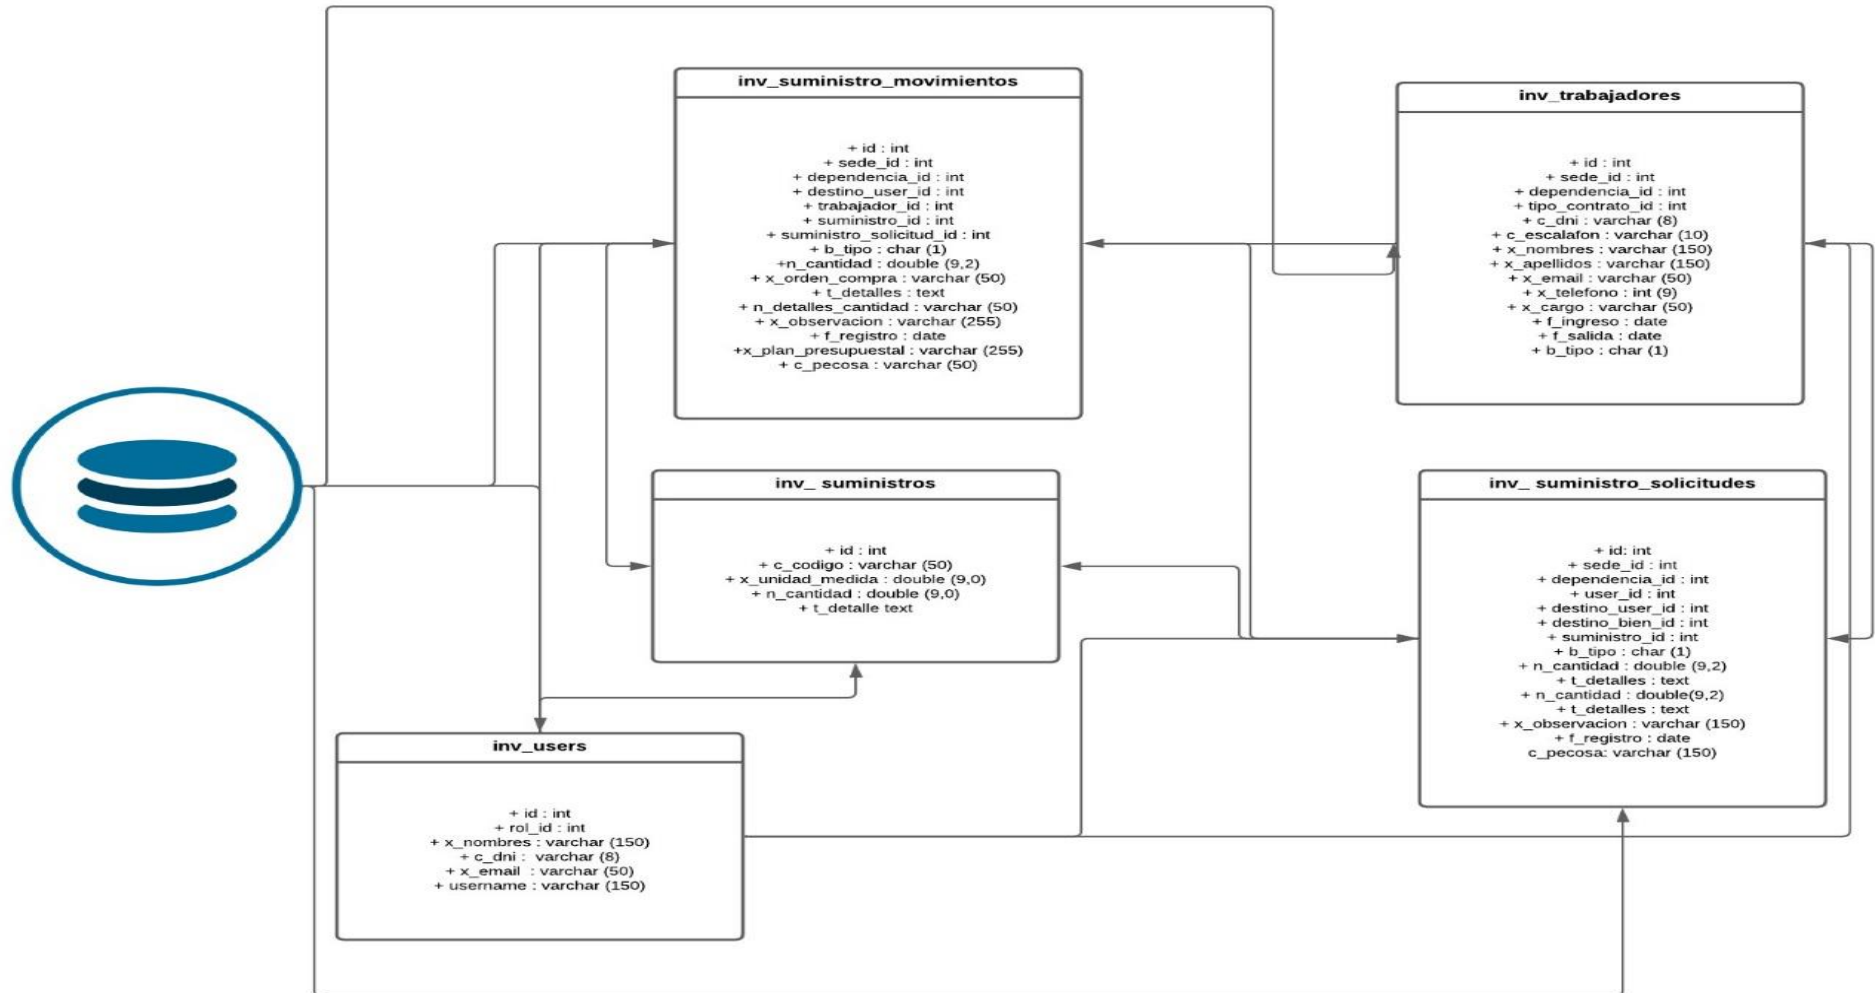 inv_suministro_movimientos
+ id : int
+ sede_id : int
+ dependencia_id : int
+ destino_user_id : int
+ trabajador_id : int
+ suministro_id : int
+ suministro_solicitud_id : int
+ b_tipo : char (1)
+n_cantidad : double (9,2)
+ x_orden_compra : varchar (50)
+ t_detalles : text
+ n_detalles_cantidad : varchar (50)
+ x_observacion : varchar (255)
+ f_registro : date
+x_plan_presupuestal : varchar (255)
+ c_pecosa : varchar (50)
inv_trabajadores
+ id : int
+ sede_id : int
+ dependencia_id : int
+ tipo_contrato_id : int
+ c_dni : varchar (8)
+ c_escalafon : varchar (10)
+ x_nombres : varchar (150)
+ x_apellidos : varchar (150)
+ x_email : varchar (50)
+ x_telefono : int (9)
+ x_cargo : varchar (50)
+ f_ingreso : date
+ f_salida : date
+ b_tipo : char (1)
inv_ suministros
+ id : int
+ c_codigo : varchar (50)
+ x_unidad_medida : double (9,0)
+ n_cantidad : double (9,0)
+ t_detalle text
inv_ suministro_solicitudes
+ id: int
+ sede_id : int
+ dependencia_id : int
+ user_id : int
+ destino_user_id : int
+ destino_bien_id : int
+ suministro_id : int
+ b_tipo : char (1)
+ n_cantidad : double (9,2)
+ t_detalles : text
+ n_cantidad : double(9,2)
+ t_detalles : text
+ x_observacion : varchar (150)
+ f_registro : date
c_pecosa: varchar (150)
inv_users
+ id : int
+ rol_id : int
+ x_nombres : varchar (150)
+ c_dni :  varchar (8)
+ x_email  : varchar (50)
+ username : varchar (150)